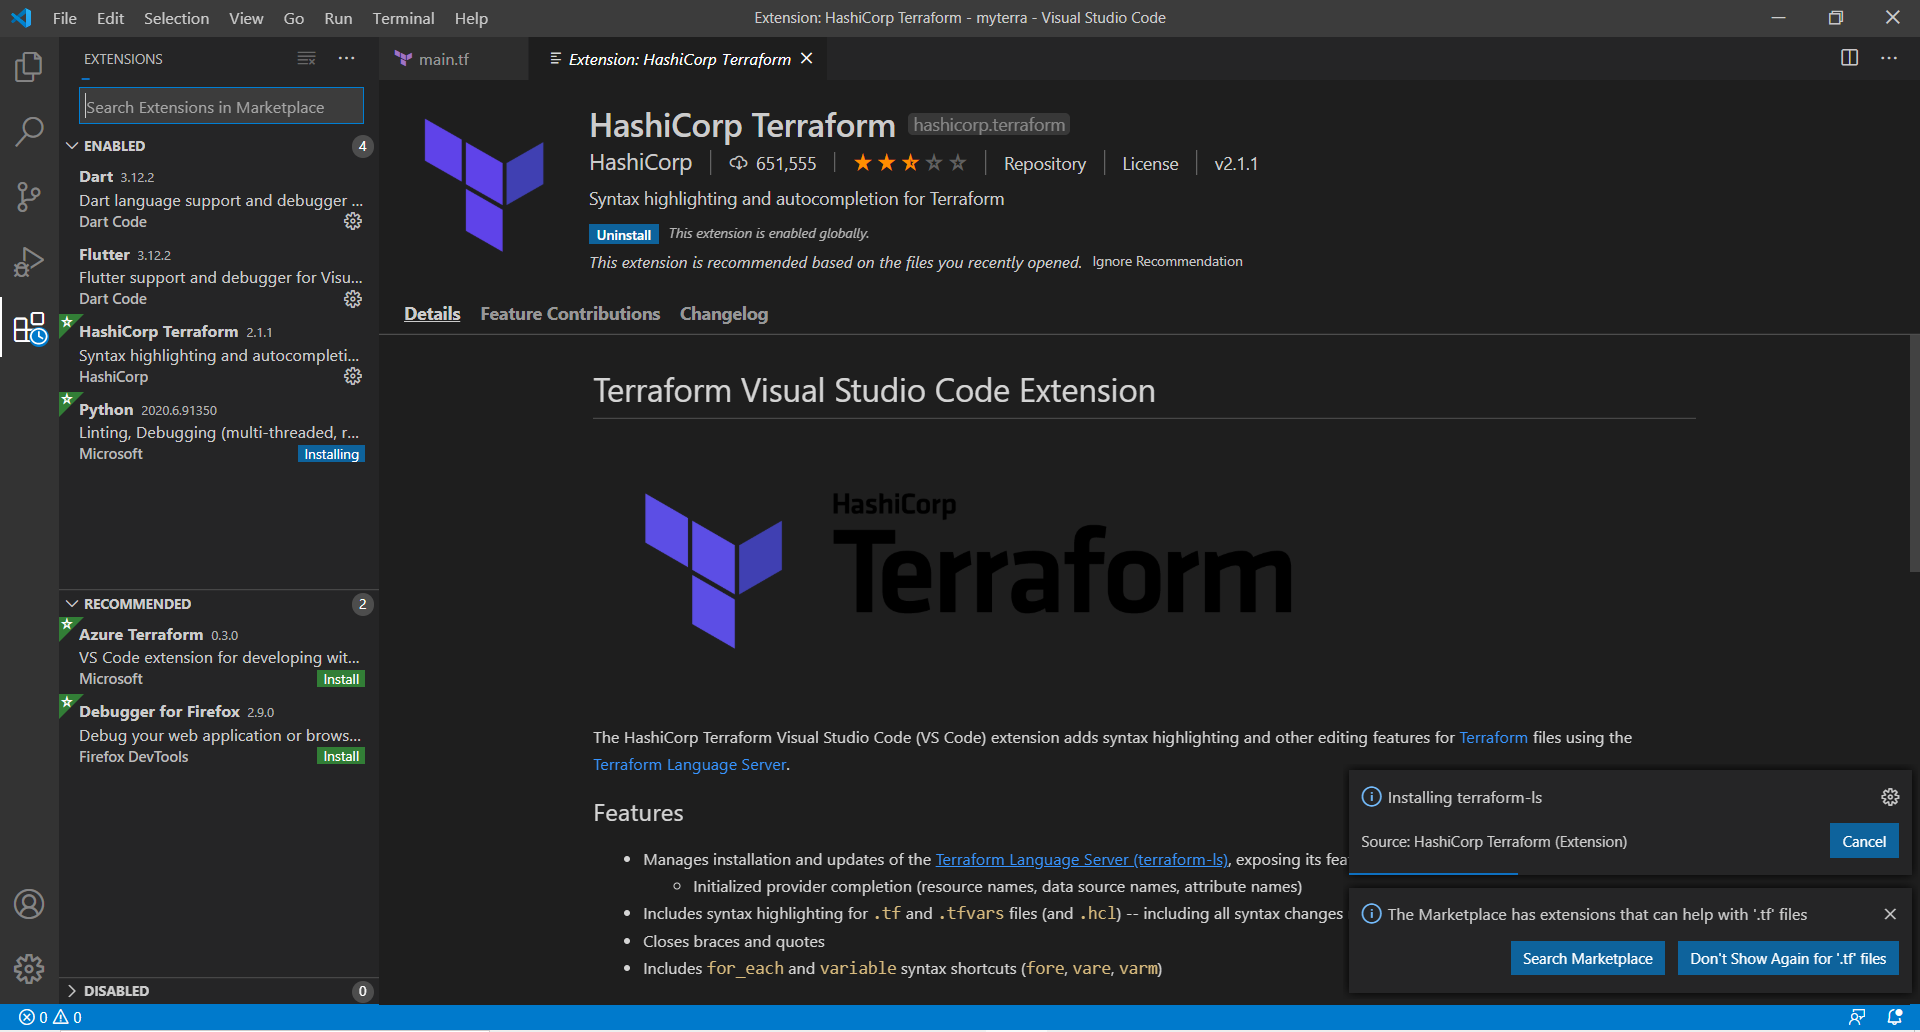 File Edit Selection View Go Run Terminal Help
Extension: HashiCorp Terraform - myterra - Visual Studio Code
EXTENSIONS
Search Extensions in Marketplace
ENABLED 4
Dart 3.12.2
Dart language support and debugger ...
Dart Code
Flutter 3.12.2
Flutter support and debugger for Visu...
Dart Code
HashiCorp Terraform 2.1.1
Syntax highlighting and autocompleti...
HashiCorp
Python 2020.6.91350
Linting, Debugging (multi-threaded, r...
Microsoft Installing
RECOMMENDED 2
Azure Terraform 0.3.0
VS Code extension for developing wit...
Microsoft Install
Debugger for Firefox 2.9.0
Debug your web application or brows...
Firefox DevTools Install
DISABLED 0
main.tf
Extension: HashiCorp Terraform
HashiCorp Terraform hashicorp.terraform
HashiCorp 651,555 Repository License v2.1.1
Syntax highlighting and autocompletion for Terraform
Uninstall This extension is enabled globally.
This extension is recommended based on the files you recently opened. Ignore Recommendation
Details Feature Contributions Changelog
Terraform Visual Studio Code Extension
HashiCorp
Terraform
The HashiCorp Terraform Visual Studio Code (VS Code) extension adds syntax highlighting and other editing features for Terraform files using the
Terraform Language Server.
Features
Manages installation and updates of the Terraform Language Server (terraform-ls), exposing its fea
Initialized provider completion (resource names, data source names, attribute names)
Includes syntax highlighting for .tf and .tfvars files (and .hcl) -- including all syntax changes
Closes braces and quotes
Includes for_each and variable syntax shortcuts (fore, vare, varm)
Installing terraform-ls
Source: HashiCorp Terraform (Extension) Cancel
The Marketplace has extensions that can help with '.tf' files
Search Marketplace Don't Show Again for '.tf' files
0 0